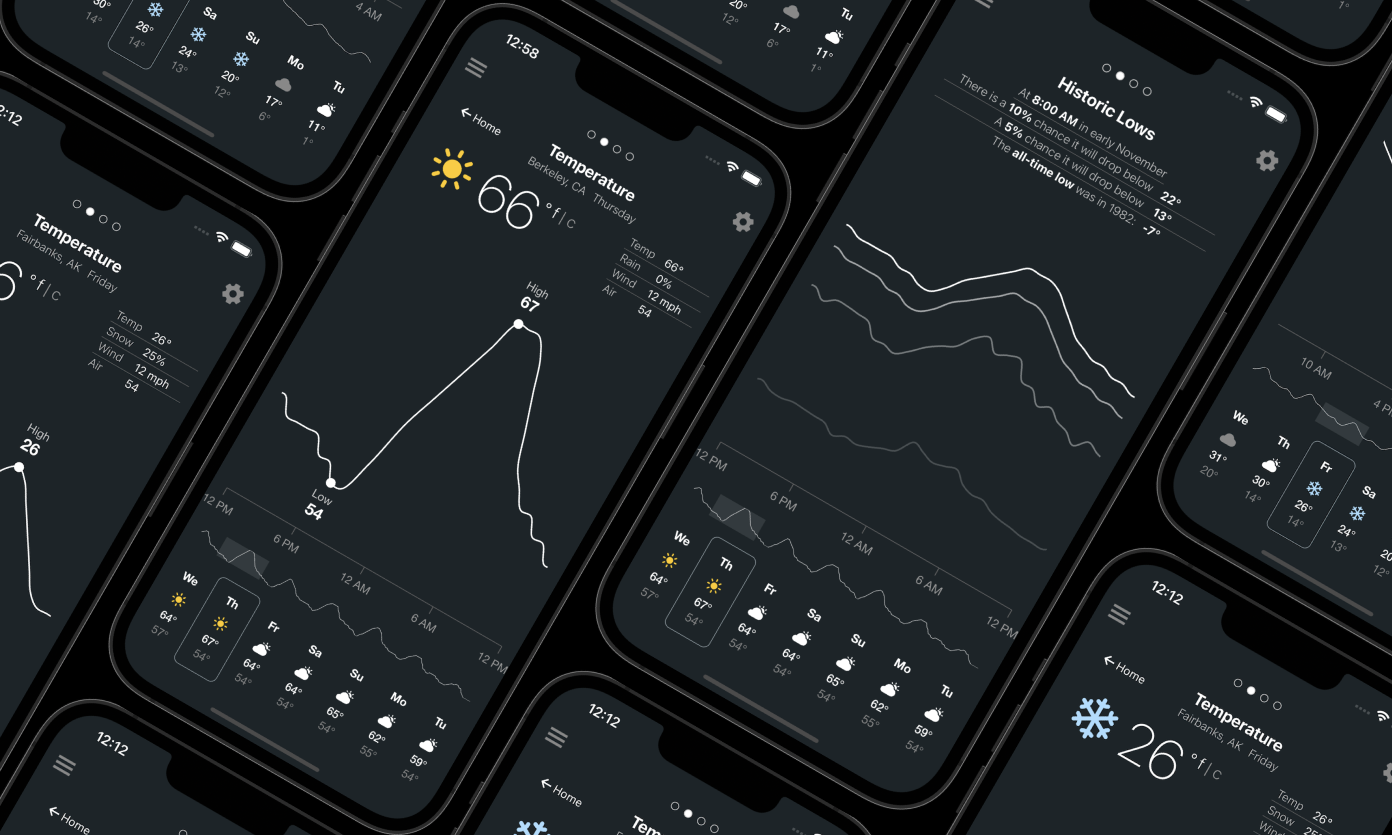 26°
14°
Sa
24°
13°
Su
20°
12°
Mo
17°
6°
Tu
11°
1°
4 AM
20°
12°
17°
6°
Tu
11°
1°
1°
12:12
Temperature
Fairbanks, AK Friday
° f | C
Temp 26°
Snow 25%
Wind 12 mph
Air 54
High
26
12:58
← Home
Temperature
Berkeley, CA Thursday
66 ° f | C
Temp 66°
Rain 0%
Wind 12 mph
Air 54
High
67
Low
54
12 PM
6 PM
12 AM
6 AM
12 PM
We
64°
57°
Th
67°
54°
Fr
64°
54°
Sa
64°
54°
Su
65°
54°
Mo
62°
55°
Tu
59°
54°
Historic Lows
At 8:00 AM in early November
There is a 10% chance it will drop below 22°
A 5% chance it will drop below 13°
The all-time low was in 1982: -7°
12 PM
6 PM
12 AM
6 AM
12 PM
We
64°
57°
Th
67°
54°
Fr
64°
54°
Sa
64°
54°
Su
65°
54°
Mo
62°
55°
Tu
59°
54°
10 AM
We
31°
20°
Th
30°
14°
Fr
26°
14°
Sa
24°
13°
12:12
← Home
12:12
← Home
12:12
← Home
Temperature
Fairbanks, AK Friday
26 ° f | C
Temp 26°
Snow